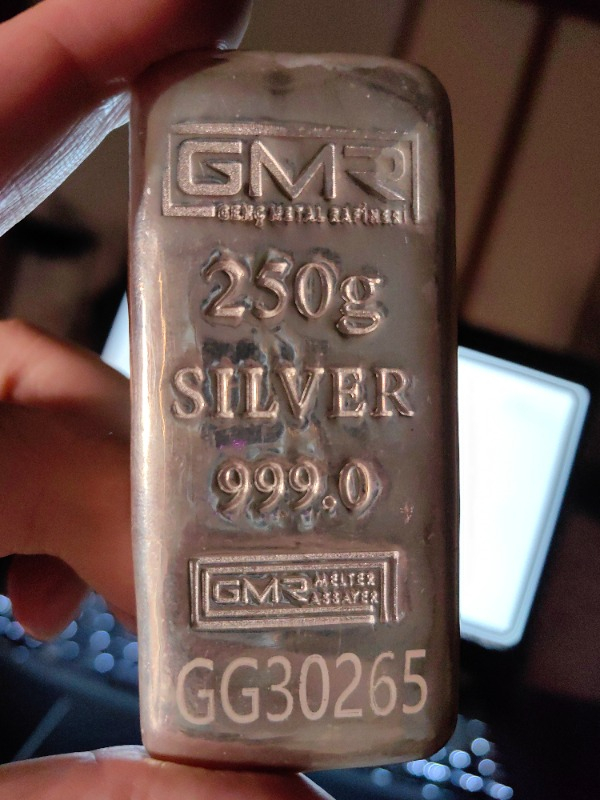 GMR
GENÇ METAL RAFİNERİ
250g
SILVER
999.0
GMR MELTER
ASSAYER
GG30265